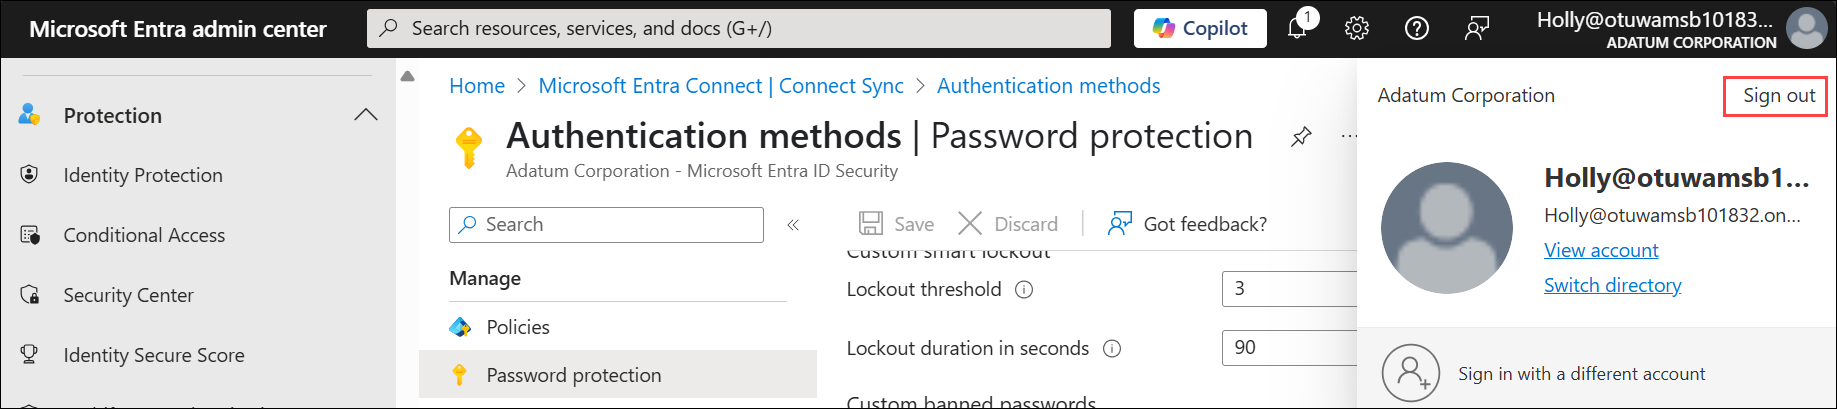 Microsoft Entra admin center
Search resources, services, and docs (G+/)
Copilot
1
Holly@otuwamsb10183...
ADATUM CORPORATION
Protection
Identity Protection
Conditional Access
Security Center
Identity Secure Score
Home > Microsoft Entra Connect | Connect Sync > Authentication methods
Authentication methods | Password protection
...
Adatum Corporation - Microsoft Entra ID Security
Search
«
Save
Discard
Got feedback?
Manage
Policies
Password protection
Custom smart lockout
Lockout threshold
3
Lockout duration in seconds
90
Custom banned passwords
Adatum Corporation
Sign out
Holly@otuwamsb1...
Holly@otuwamsb101832.on...
View account
Switch directory
Sign in with a different account